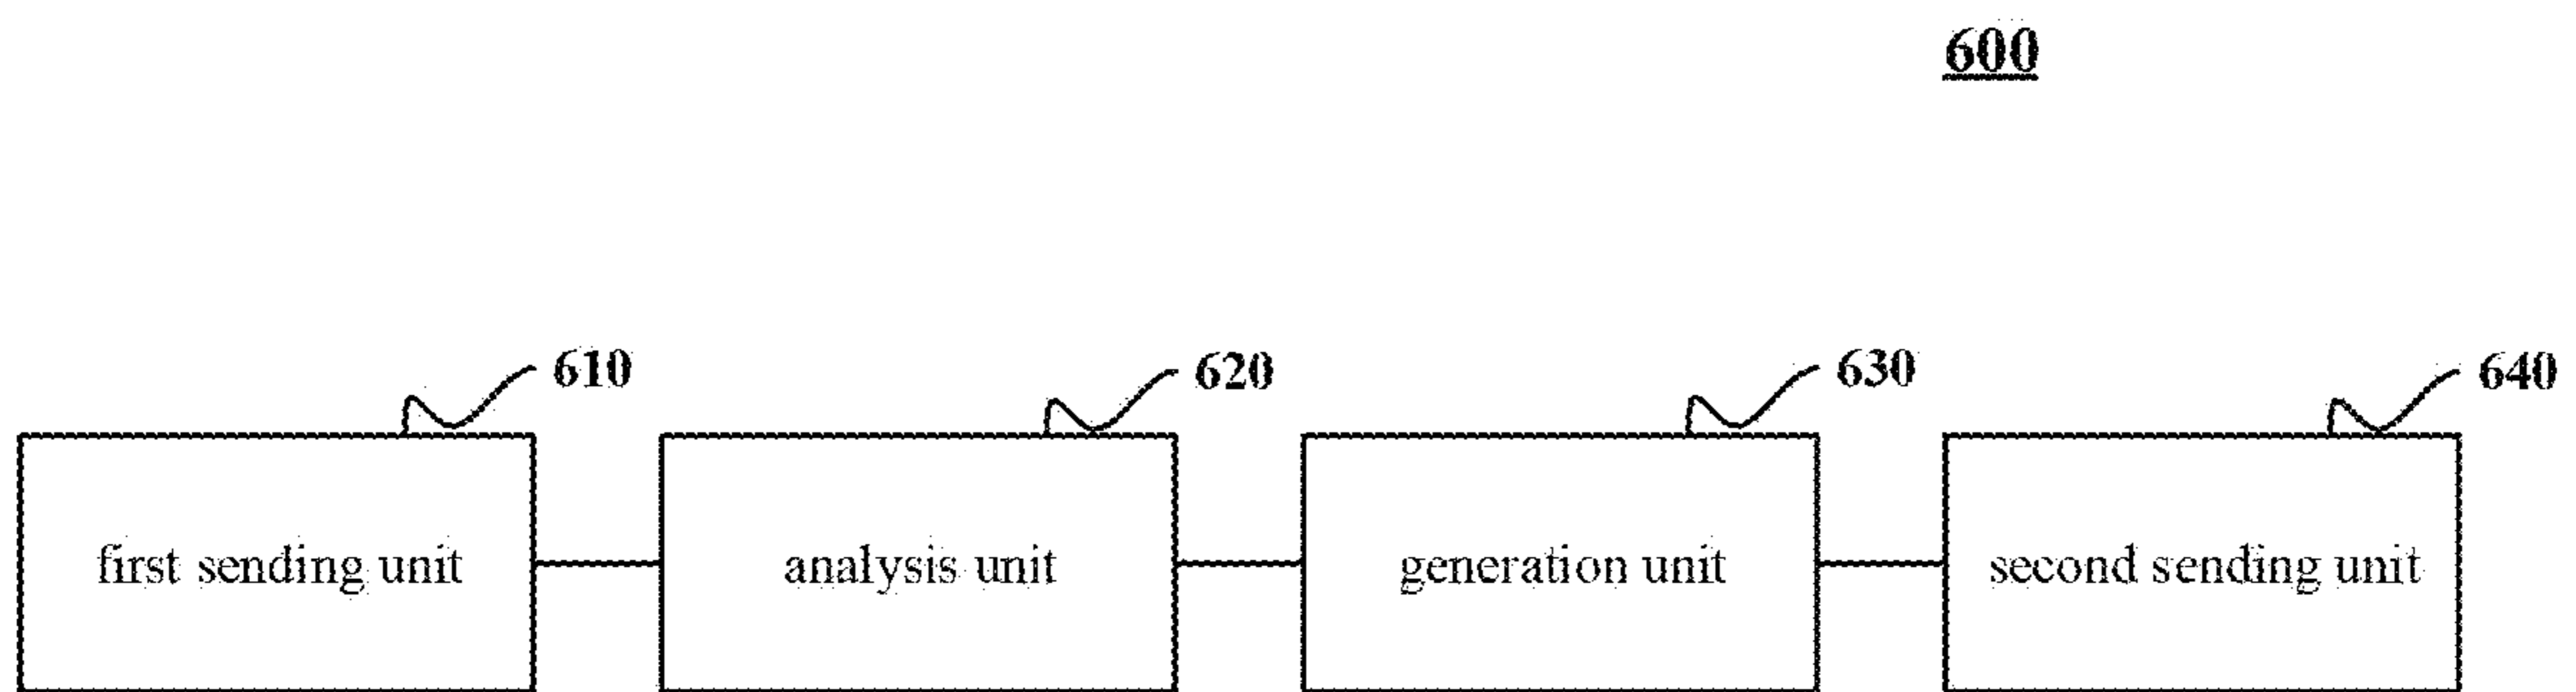 600
610
620
630
640
first sending unit
analysis unit
generation unit
second sending unit